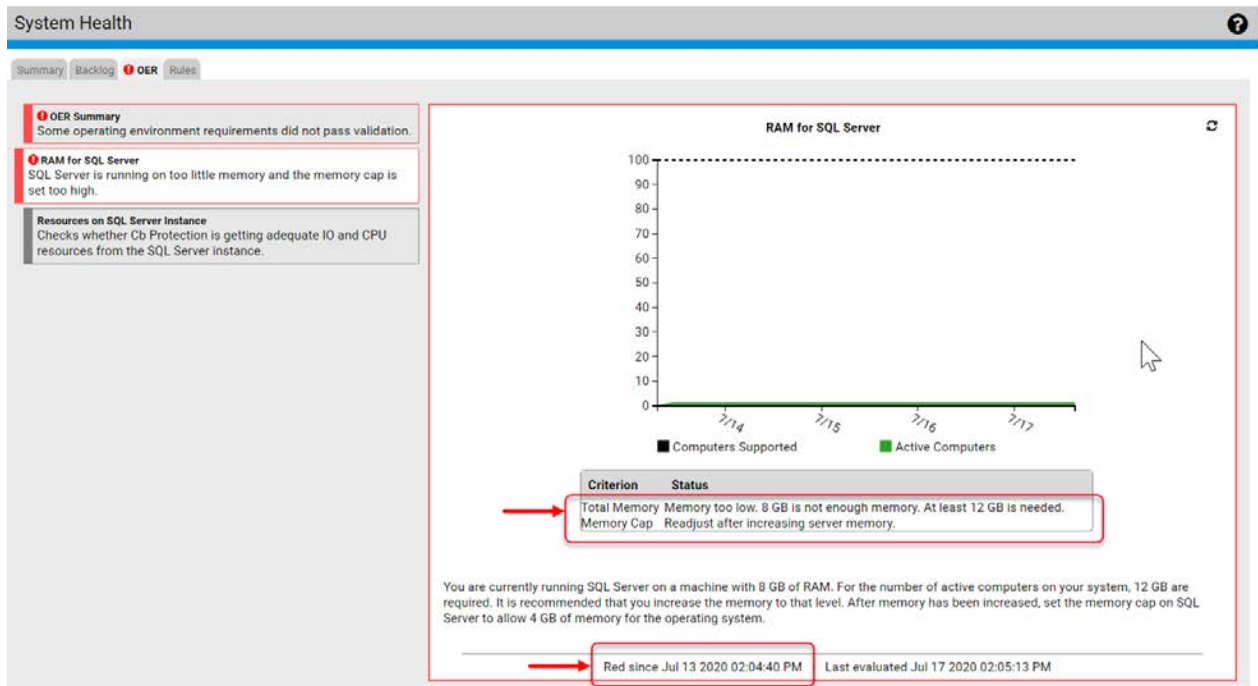 System Health
Summary Backlog OER Rules
OER Summary
Some operating environment requirements did not pass validation.
RAM for SQL Server
SQL Server is running on too little memory and the memory cap is
set too high.
Resources on SQL Server Instance
Checks whether Cb Protection is getting adequate IO and CPU
resources from the SQL Server instance.
RAM for SQL Server
100
90
80
70
60
50
40
30
20
10
0
7/14 7/15 7/16 7/17
Computers Supported Active Computers
Criterion Status
Total Memory Memory too low. 8 GB is not enough memory. At least 12 GB is needed.
Memory Cap Readjust after increasing server memory.
You are currently running SQL Server on a machine with 8 GB of RAM. For the number of active computers on your system, 12 GB are
required. It is recommended that you increase the memory to that level. After memory has been increased, set the memory cap on SQL
Server to allow 4 GB of memory for the operating system.
Red since Jul 13 2020 02:04:40 PM Last evaluated Jul 17 2020 02:05:13 PM